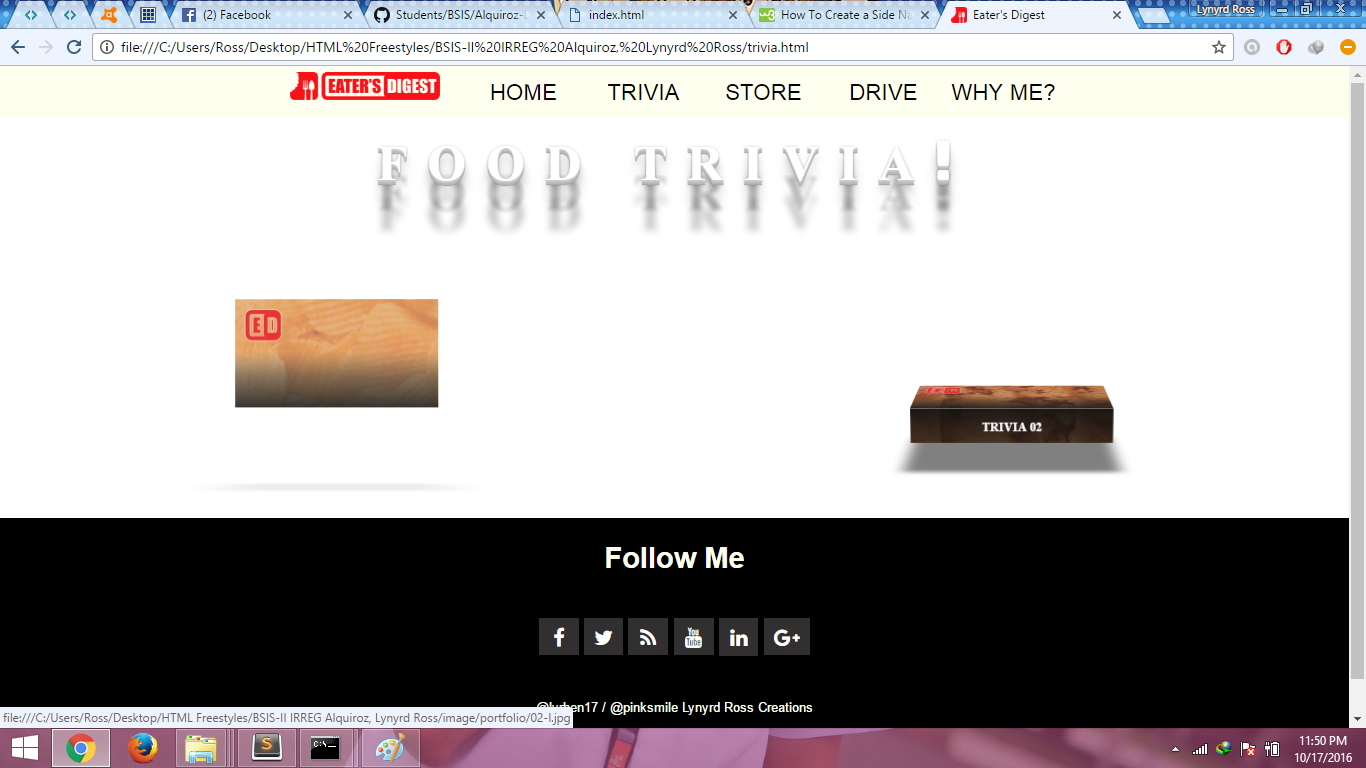 (2) Facebook
Students/BSIS/Alquiroz-
index.html
How To Create a Side Na
Eater's Digest
Lynyrd Ross
file:///C:/Users/Ross/Desktop/HTML%20Freestyles/BSIS-II%20IRREG%20Alquiroz,%20Lynyrd%20Ross/trivia.html
EATER'S DIGEST
HOME
TRIVIA
STORE
DRIVE
WHY ME?
FOOD TRIVIA!
ED
TRIVIA 02
Follow Me
f
You Tube
in
G+
/ @pinksmile Lynyrd Ross Creations
file:///C:/Users/Ross/Desktop/HTML Freestyles/BSIS-II IRREG Alquiroz, Lynyrd Ross/image/portfolio/02-l.jpg
11:50 PM
10/17/2016